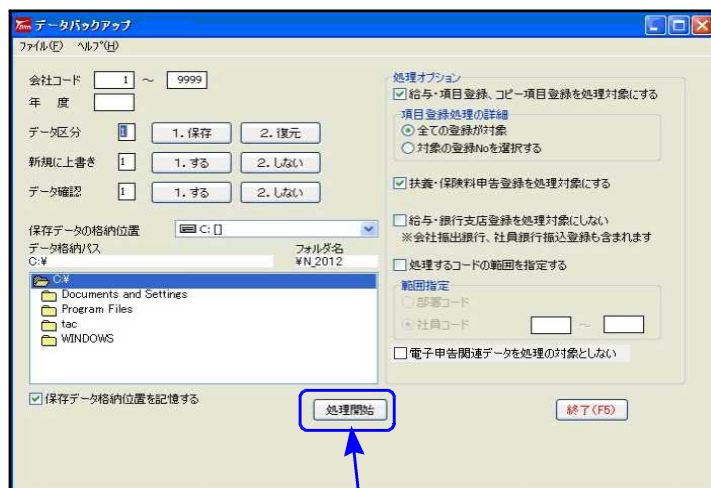 データバックアップ
ファイル(F) ヘルプ(H)
会社コード 1 ～ 9999
年 度
データ区分 1 1. 保存 2. 復元
新規に上書き 1 1. する 2. しない
データ確認 1 1. する 2. しない
保存データの格納位置 C: []
データ格納パス フォルダ名
C:¥ ¥N_2012
C:¥
Documents and Settings
Program Files
tac
WINDOWS
保存データ格納位置を記憶する
処理オプション
給与・項目登録、コピー項目登録を処理対象にする
項目登録処理の詳細
全ての登録が対象
対象の登録Noを選択する
扶養・保険料申告登録を処理対象にする
給与・銀行支店登録を処理対象にしない
※会社振出銀行、社員銀行振込登録も含まれます
処理するコードの範囲を指定する
範囲指定
部署コード
社員コード ～
電子申告関連データを処理の対象としない
処理開始
終了(F5)